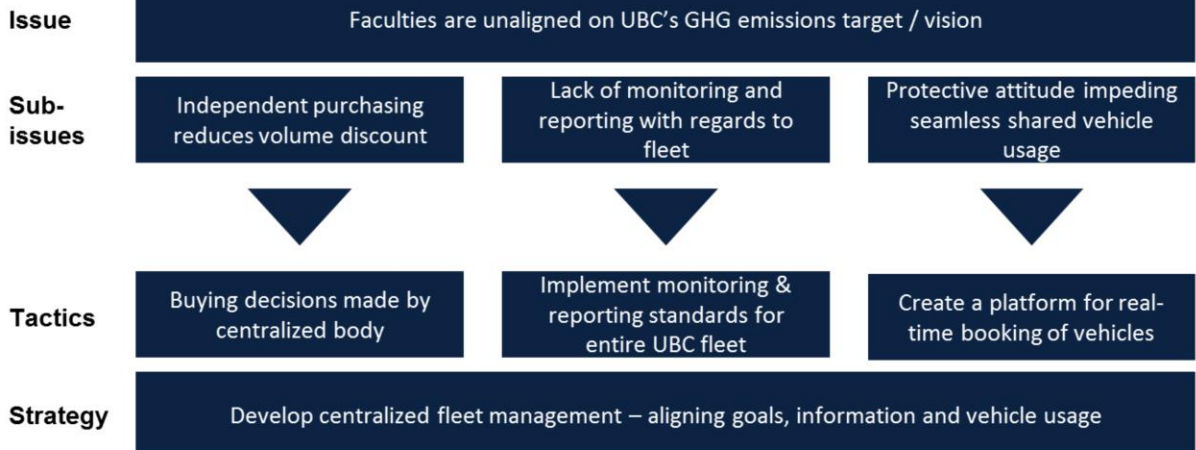 Issue
Faculties are unaligned on UBC's GHG emissions target / vision
Sub-
issues
Independent purchasing
reduces volume discount
Lack of monitoring and
reporting with regards to
fleet
Protective attitude impeding
seamless shared vehicle
usage
Tactics
Buying decisions made by
centralized body
Implement monitoring &
reporting standards for
entire UBC fleet
Create a platform for real-
time booking of vehicles
Strategy
Develop centralized fleet management – aligning goals, information and vehicle usage